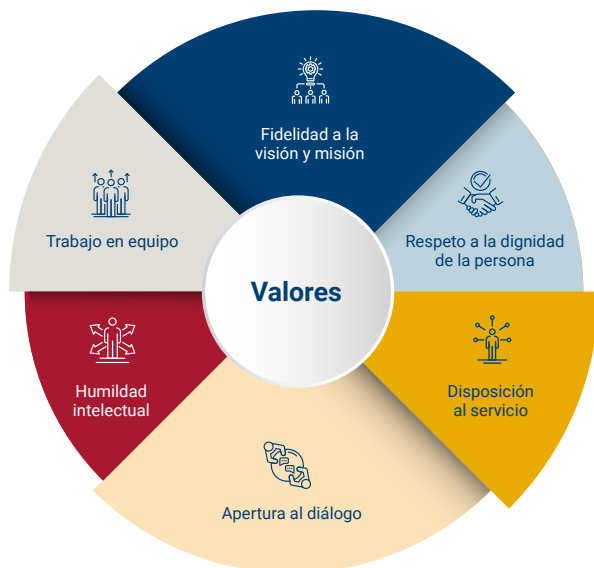 Fidelidad a la
visión y misión
Trabajo en equipo
Respeto a la dignidad
de la persona
Valores
Humildad
intelectual
Disposición
al servicio
Apertura al diálogo